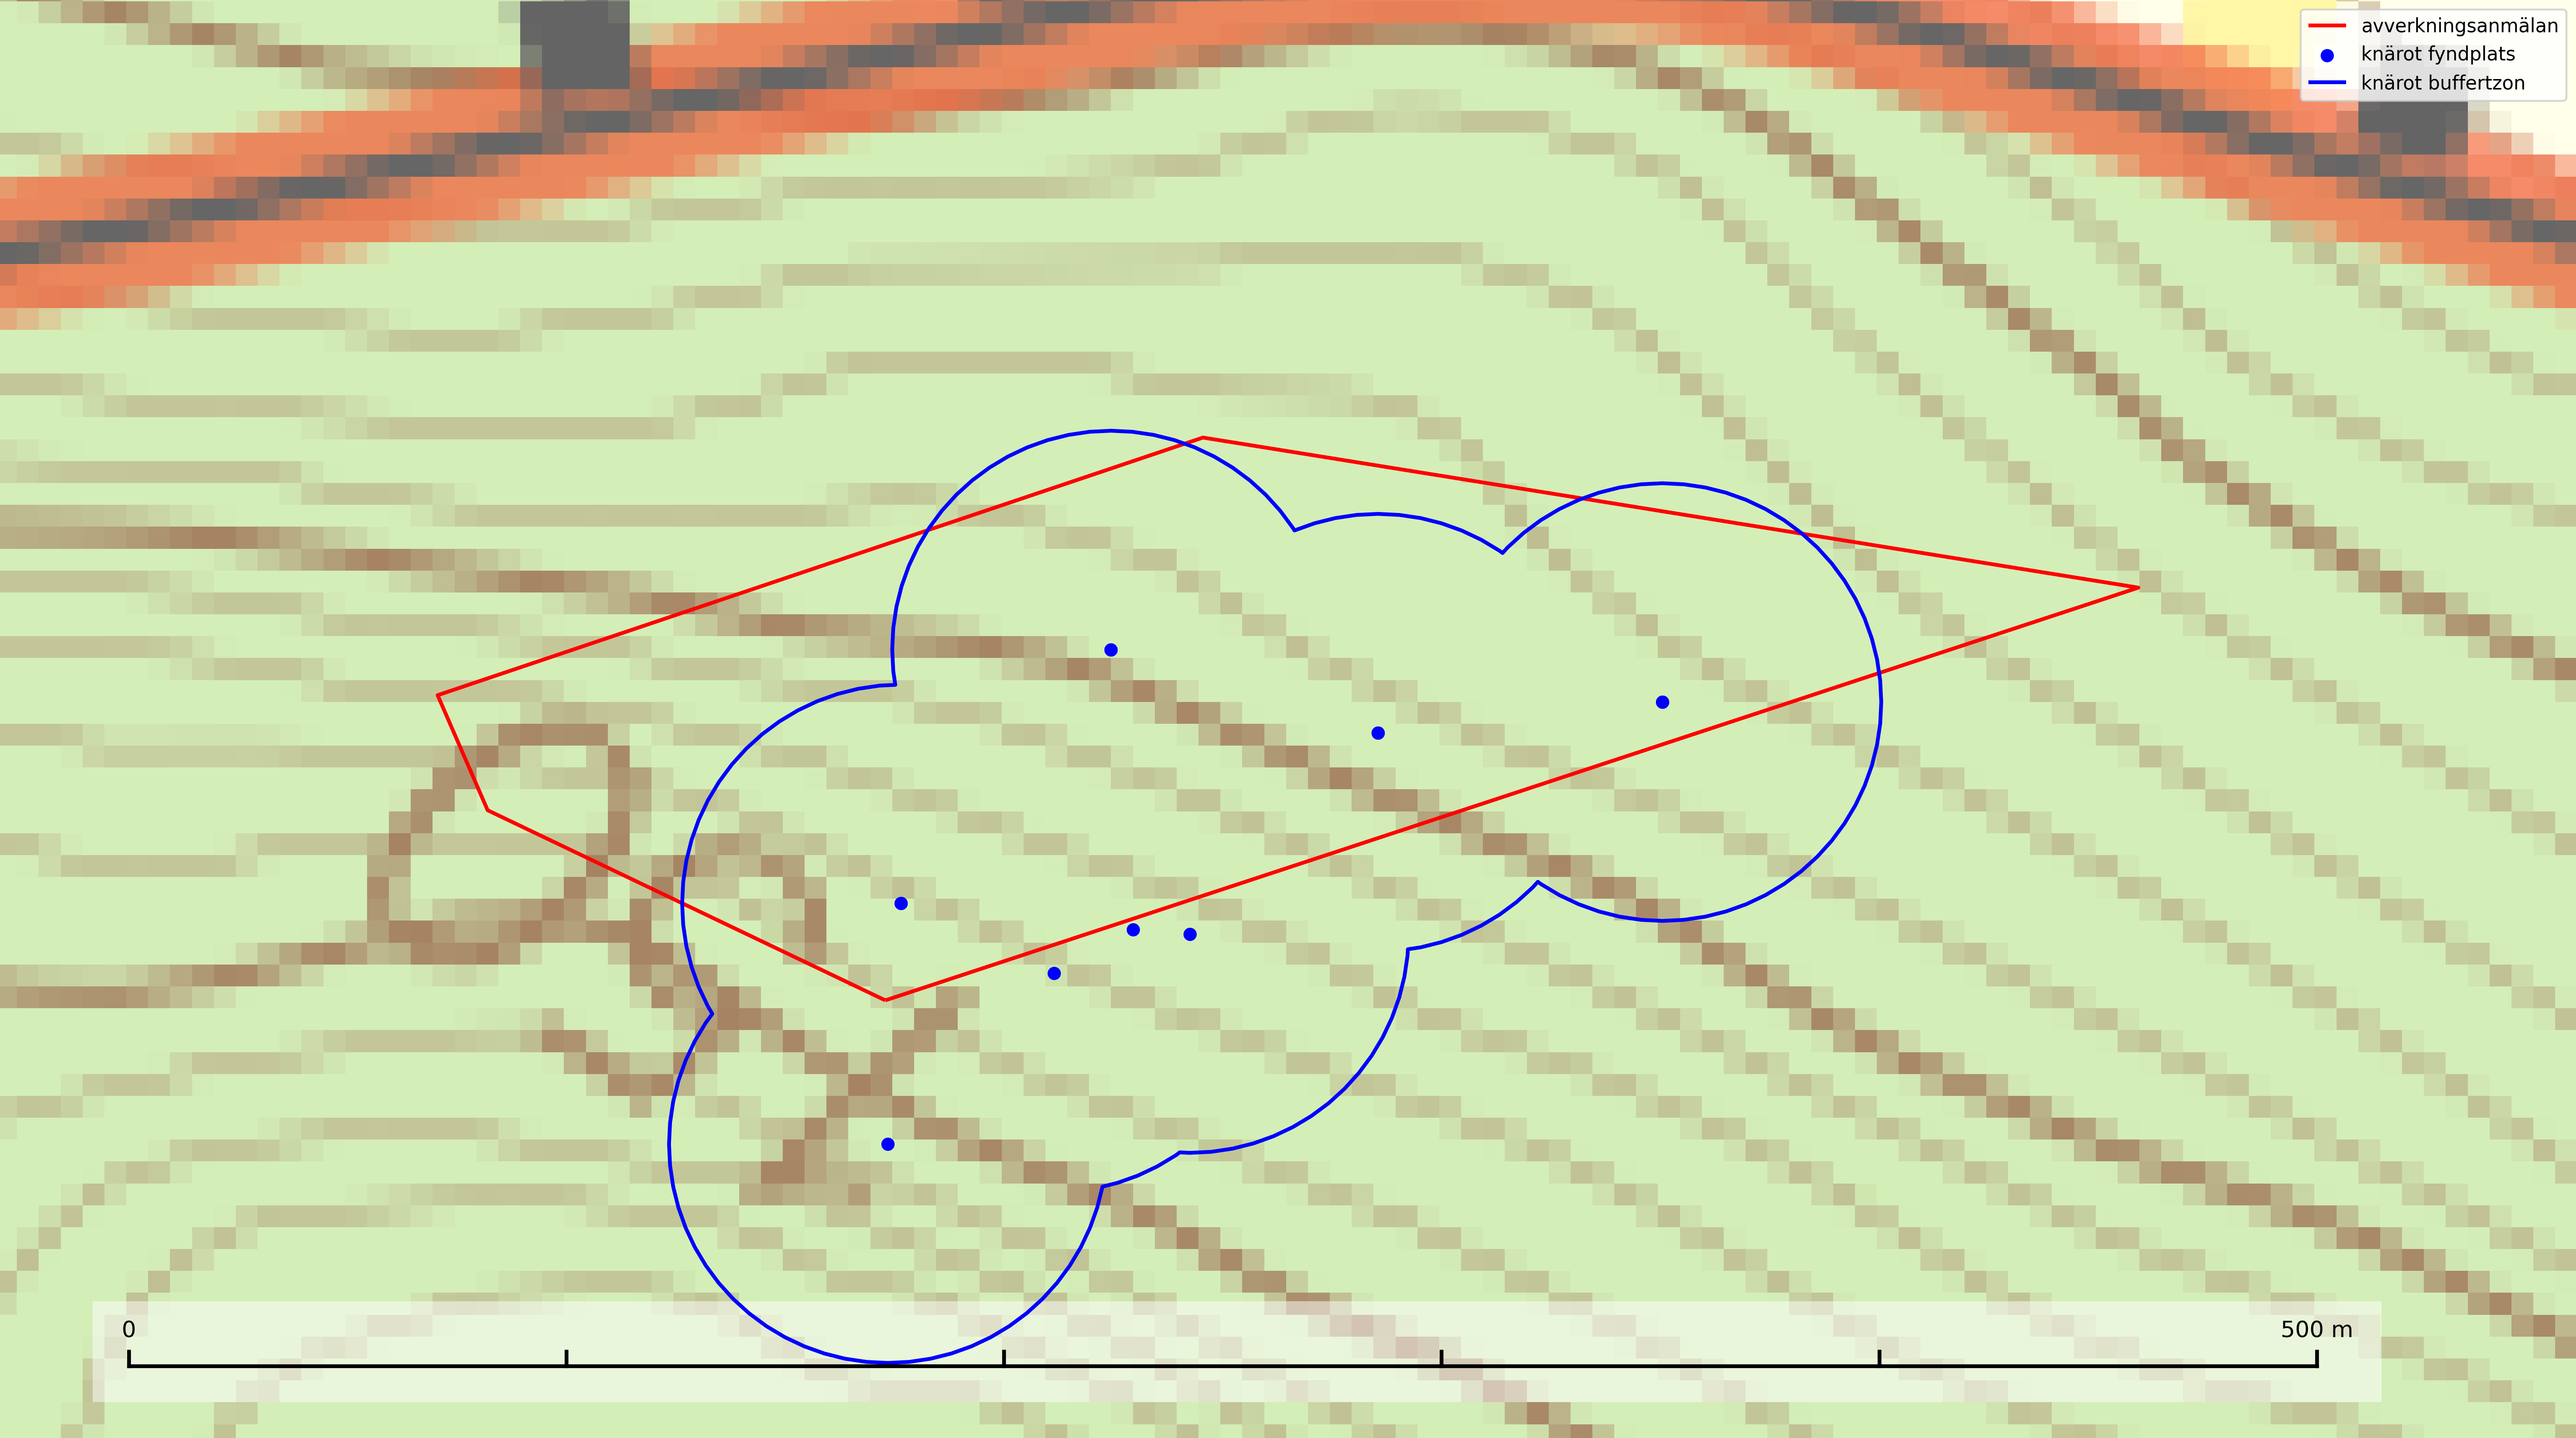 avverkningsanmälan
knärot fyndplats
knärot buffertzon
0
500 m